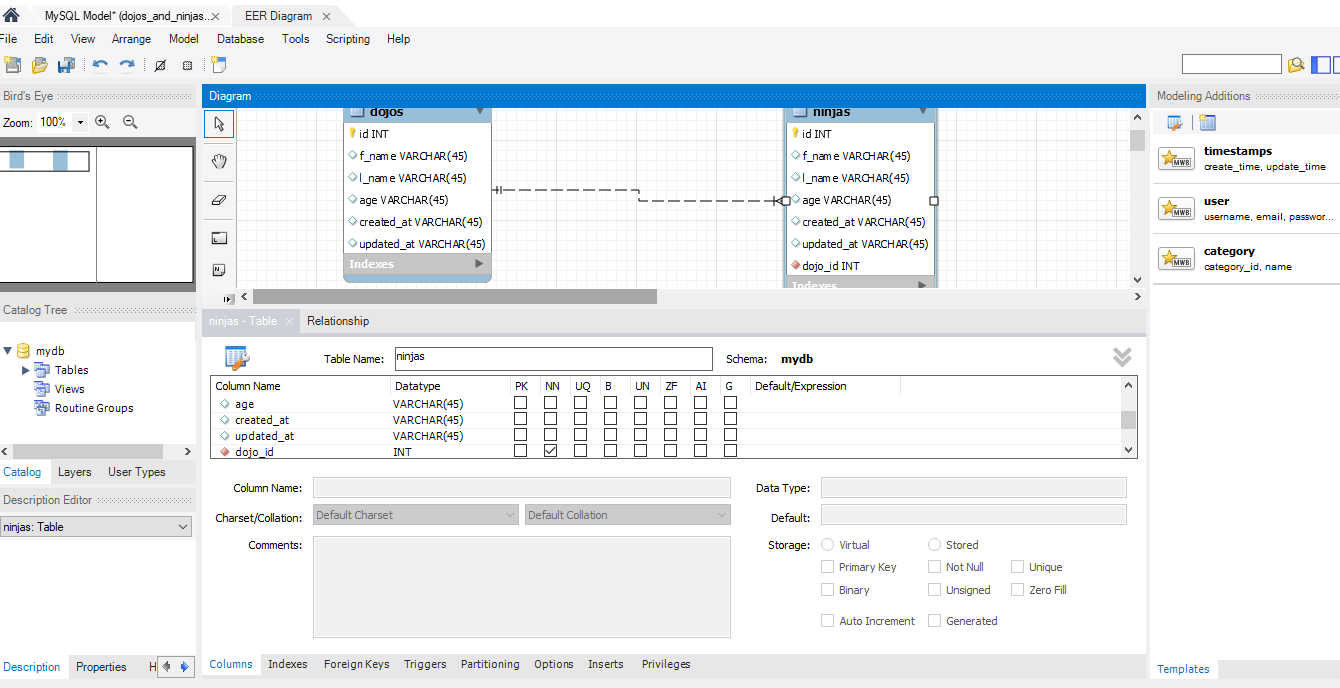 MySQL Model* (dojos_and_ninjas... EER Diagram
File Edit View Arrange Model Database Tools Scripting Help
Bird's Eye
Zoom: 100%
Diagram
dojos
id INT
f_name VARCHAR(45)
l_name VARCHAR(45)
age VARCHAR(45)
created_at VARCHAR(45)
updated_at VARCHAR(45)
Indexes
ninjas
id INT
f_name VARCHAR(45)
l_name VARCHAR(45)
age VARCHAR(45)
created_at VARCHAR(45)
updated_at VARCHAR(45)
dojo_id INT
Indexes
Modeling Additions
MWB
timestamps
create_time, update_time
MWB
user
username, email, passwor...
MWB
category
category_id, name
Catalog Tree
mydb
Tables
Views
Routine Groups
Catalog Layers User Types
Description Editor
ninjas: Table
Description Properties H
ninjas - Table Relationship
Table Name: ninjas Schema: mydb
Column Name Datatype PK NN UQ B UN ZF AI G Default/Expression
age VARCHAR(45)
created_at VARCHAR(45)
updated_at VARCHAR(45)
dojo_id INT
Column Name: Data Type:
Charset/Collation: Default Charset Default Collation Default:
Comments: Storage: Virtual Stored
Primary Key Not Null Unique
Binary Unsigned Zero Fill
Auto Increment Generated
Columns Indexes Foreign Keys Triggers Partitioning Options Inserts Privileges
Templates